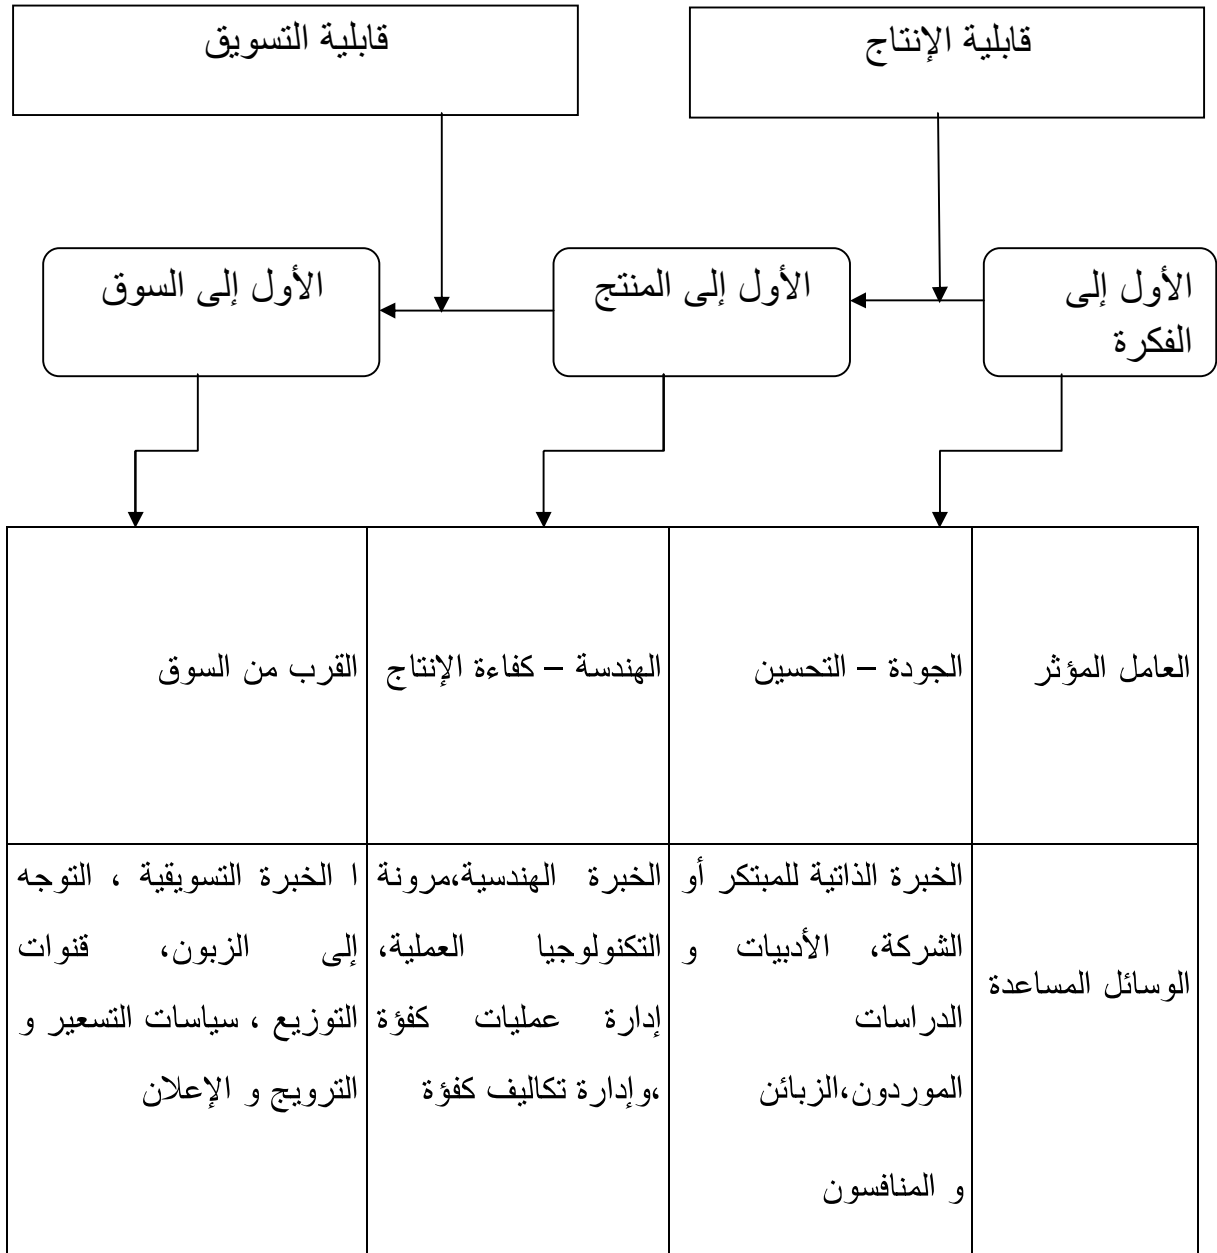 قابلية الإنتاج
قابلية التسويق
الأول إلى
الفكرة
الأول إلى المنتج
الأول إلى السوق
العامل المؤثر
الجودة – التحسين
الهندسة – كفاءة الإنتاج
القرب من السوق
الوسائل المساعدة
الخبرة الذاتية للمبتكر أو
الشركة، الأدبيات و
الدراسات
الموردون،الزبائن
و المنافسون
الخبرة الهندسية،مرونة
التكنولوجيا العملية،
إدارة عمليات كفؤة
،وإدارة تكاليف كفؤة
ا الخبرة التسويقية ، التوجه
إلى الزبون، قنوات
التوزيع ، سياسات التسعير و
الترويج و الإعلان